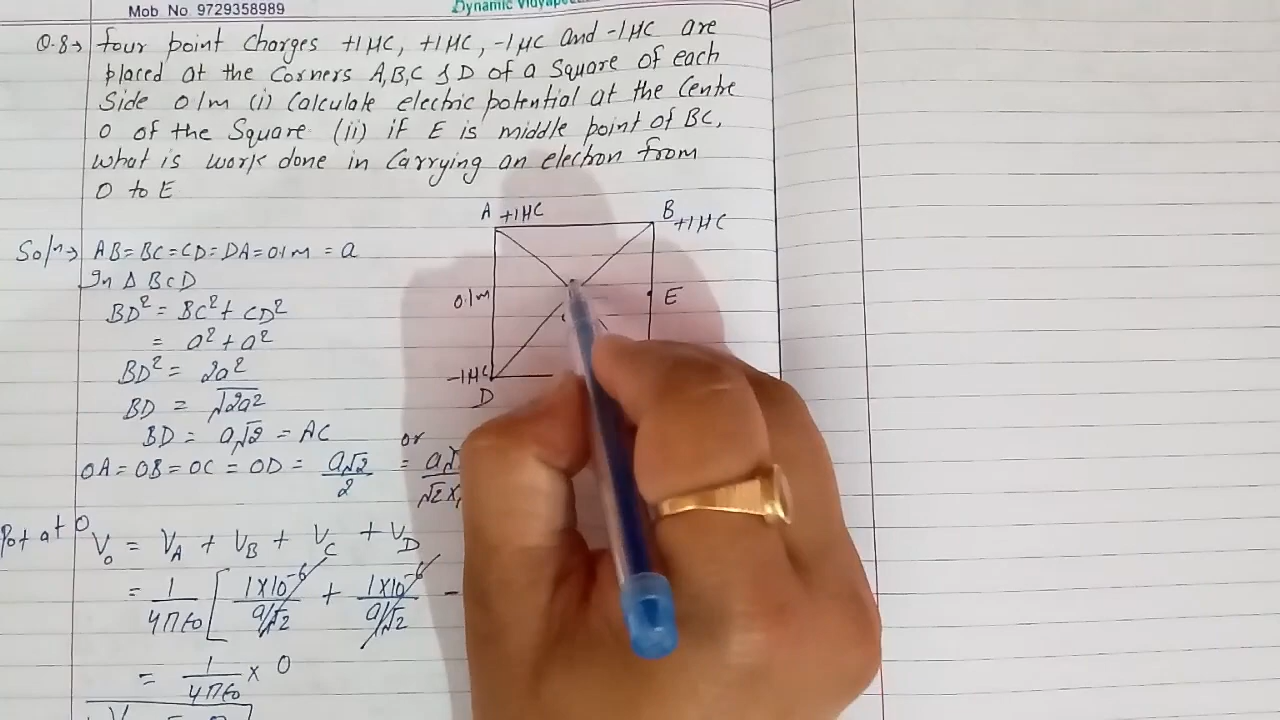 Mob No 9729358989
Dynamic
Q.8→ four point Charges +1μC, +1μC, -1μC and -1μC are
placed at the Corners A,B,C & D of a Square of each
Side 0.1m (i) Calculate electric potential at the Centre
O of the Square (ii) if E is middle point of BC,
what is work done in Carrying an electron from
O to E
A +1μC
B +1μC
Soln→ AB=BC=CD=DA=0.1m = a
In Δ BCD
BD² = BC²+CD²
0.1m
E
= a²+a²
BD² = 2a²
-1μC
D
BD = √2a²
BD = a√2 = AC
or
OA=OB=OC=OD = a√2/2 =
Pot at O
V₀ = V_A + V_B + V_C + V_D
= 1/4πε₀ [ 1×10⁻⁶/a/√2 + 1×10⁻⁶/a/√2 -
= 1/4πε₀ × 0